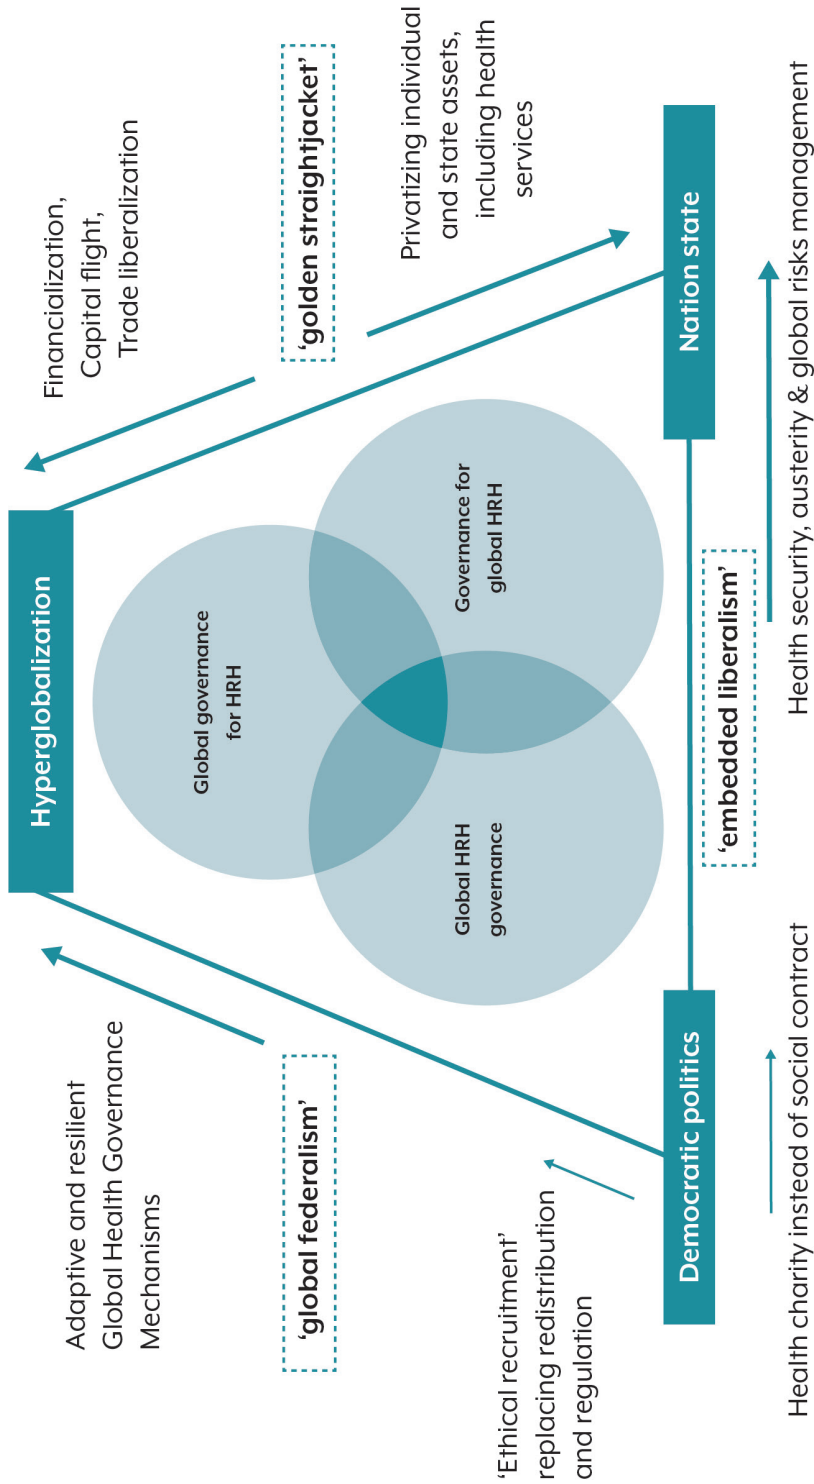 Hyperglobalization
Financialization,
Capital flight,
Trade liberalization
Adaptive and resilient
Global Health Governance
Mechanisms
Global governance
for HRH
'global federalism'
'golden straightjacket'
'Ethical recruitment'
replacing redistribution
and regulation
Global HRH
governance
Governance for
global HRH
Privatizing individual
and state assets,
including health
services
Democratic politics
Nation state
'embedded liberalism'
Health charity instead of social contract
Health security, austerity & global risks management